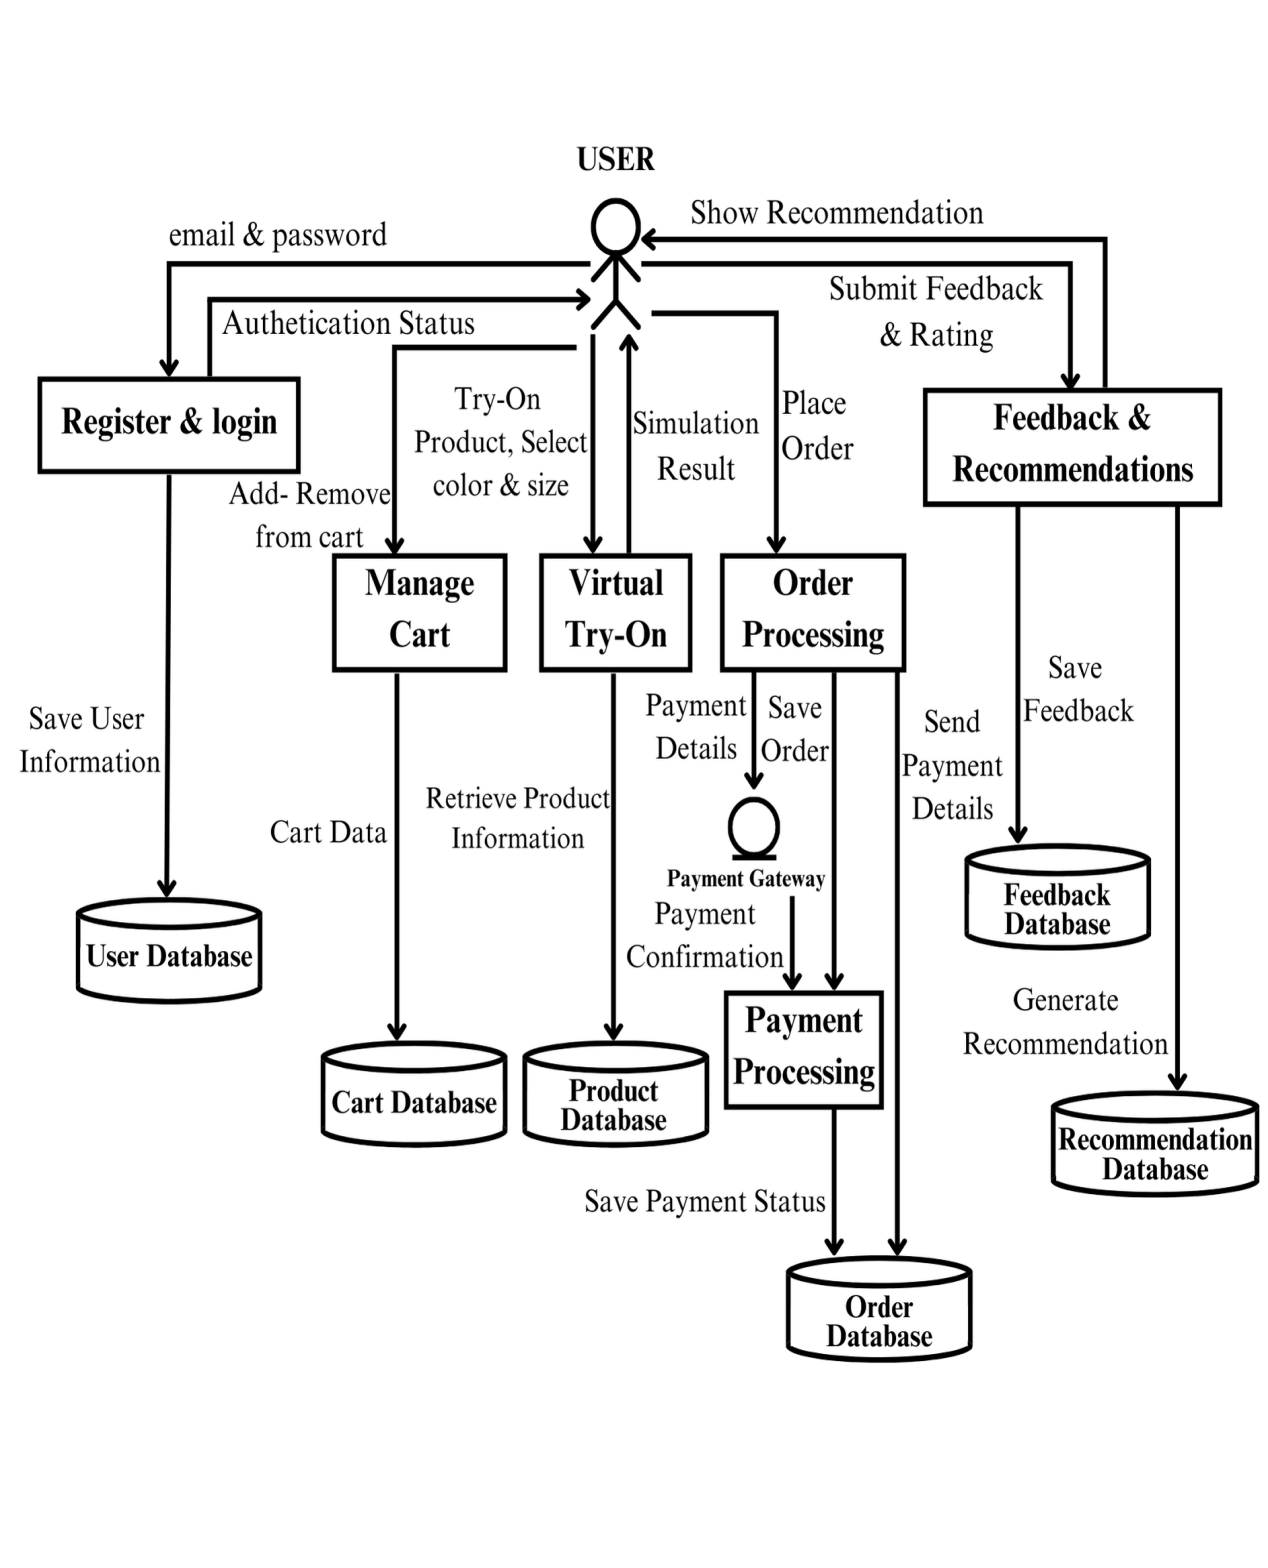 USER
Show Recommendation
email & password
Submit Feedback
& Rating
Authetication Status
Register & login
Try-On
Product, Select
color & size
Simulation
Result
Place
Order
Feedback &
Recommendations
Add- Remove
from cart
Manage
Cart
Virtual
Try-On
Order
Processing
Save User
Information
Payment
Details
Save
Order
Send
Payment
Details
Save
Feedback
Retrieve Product
Information
Cart Data
Payment Gateway
Payment
Confirmation
Feedback
Database
User Database
Generate
Recommendation
Payment
Processing
Cart Database
Product
Database
Recommendation
Database
Save Payment Status
Order
Database